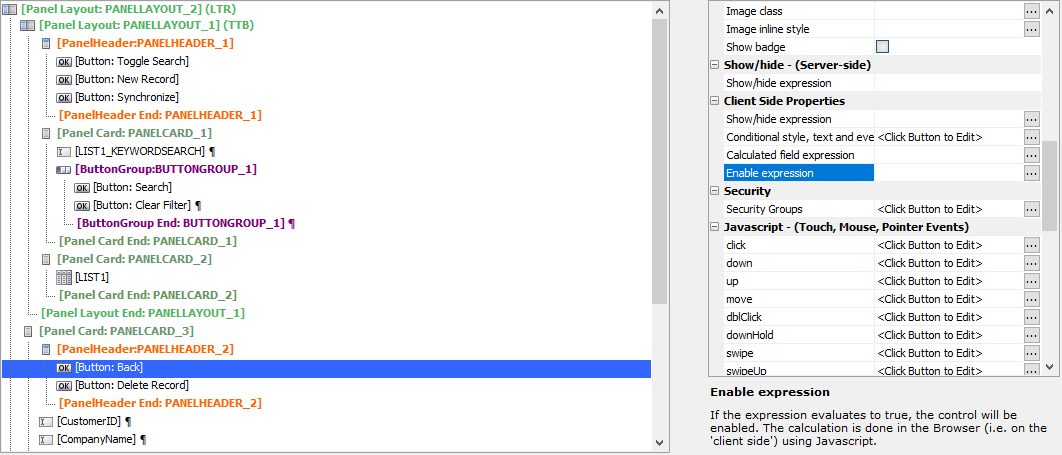 [Panel Layout: PANELLAYOUT_2] (LTR)
[Panel Layout: PANELLAYOUT_1] (TTB)
[PanelHeader:PANELHEADER_1]
OK [Button: Toggle Search]
OK [Button: New Record]
OK [Button: Synchronize]
[PanelHeader End: PANELHEADER_1]
[Panel Card: PANELCARD_1]
[LIST1_KEYWORDSEARCH] ¶
[ButtonGroup:BUTTONGROUP_1]
OK [Button: Search]
OK [Button: Clear Filter] ¶
[ButtonGroup End: BUTTONGROUP_1] ¶
[Panel Card End: PANELCARD_1]
[Panel Card: PANELCARD_2]
[LIST1]
[Panel Card End: PANELCARD_2]
[Panel Layout End: PANELLAYOUT_1]
[Panel Card: PANELCARD_3]
[PanelHeader:PANELHEADER_2]
OK [Button: Back]
OK [Button: Delete Record]
[PanelHeader End: PANELHEADER_2]
[CustomerID] ¶
[CompanyName] ¶
Image class ...
Image inline style ...
Show badge
Show/hide - (Server-side)
Show/hide expression
Client Side Properties
Show/hide expression ...
Conditional style, text and eve <Click Button to Edit> ...
Calculated field expression ...
Enable expression ...
Security
Security Groups <Click Button to Edit> ...
Javascript - (Touch, Mouse, Pointer Events)
click <Click Button to Edit> ...
down <Click Button to Edit> ...
up <Click Button to Edit> ...
move <Click Button to Edit> ...
dblClick <Click Button to Edit> ...
downHold <Click Button to Edit> ...
swipe <Click Button to Edit> ...
swipeUp <Click Button to Edit> ...
Enable expression
If the expression evaluates to true, the control will be
enabled. The calculation is done in the Browser (i.e. on the
'client side') using Javascript.